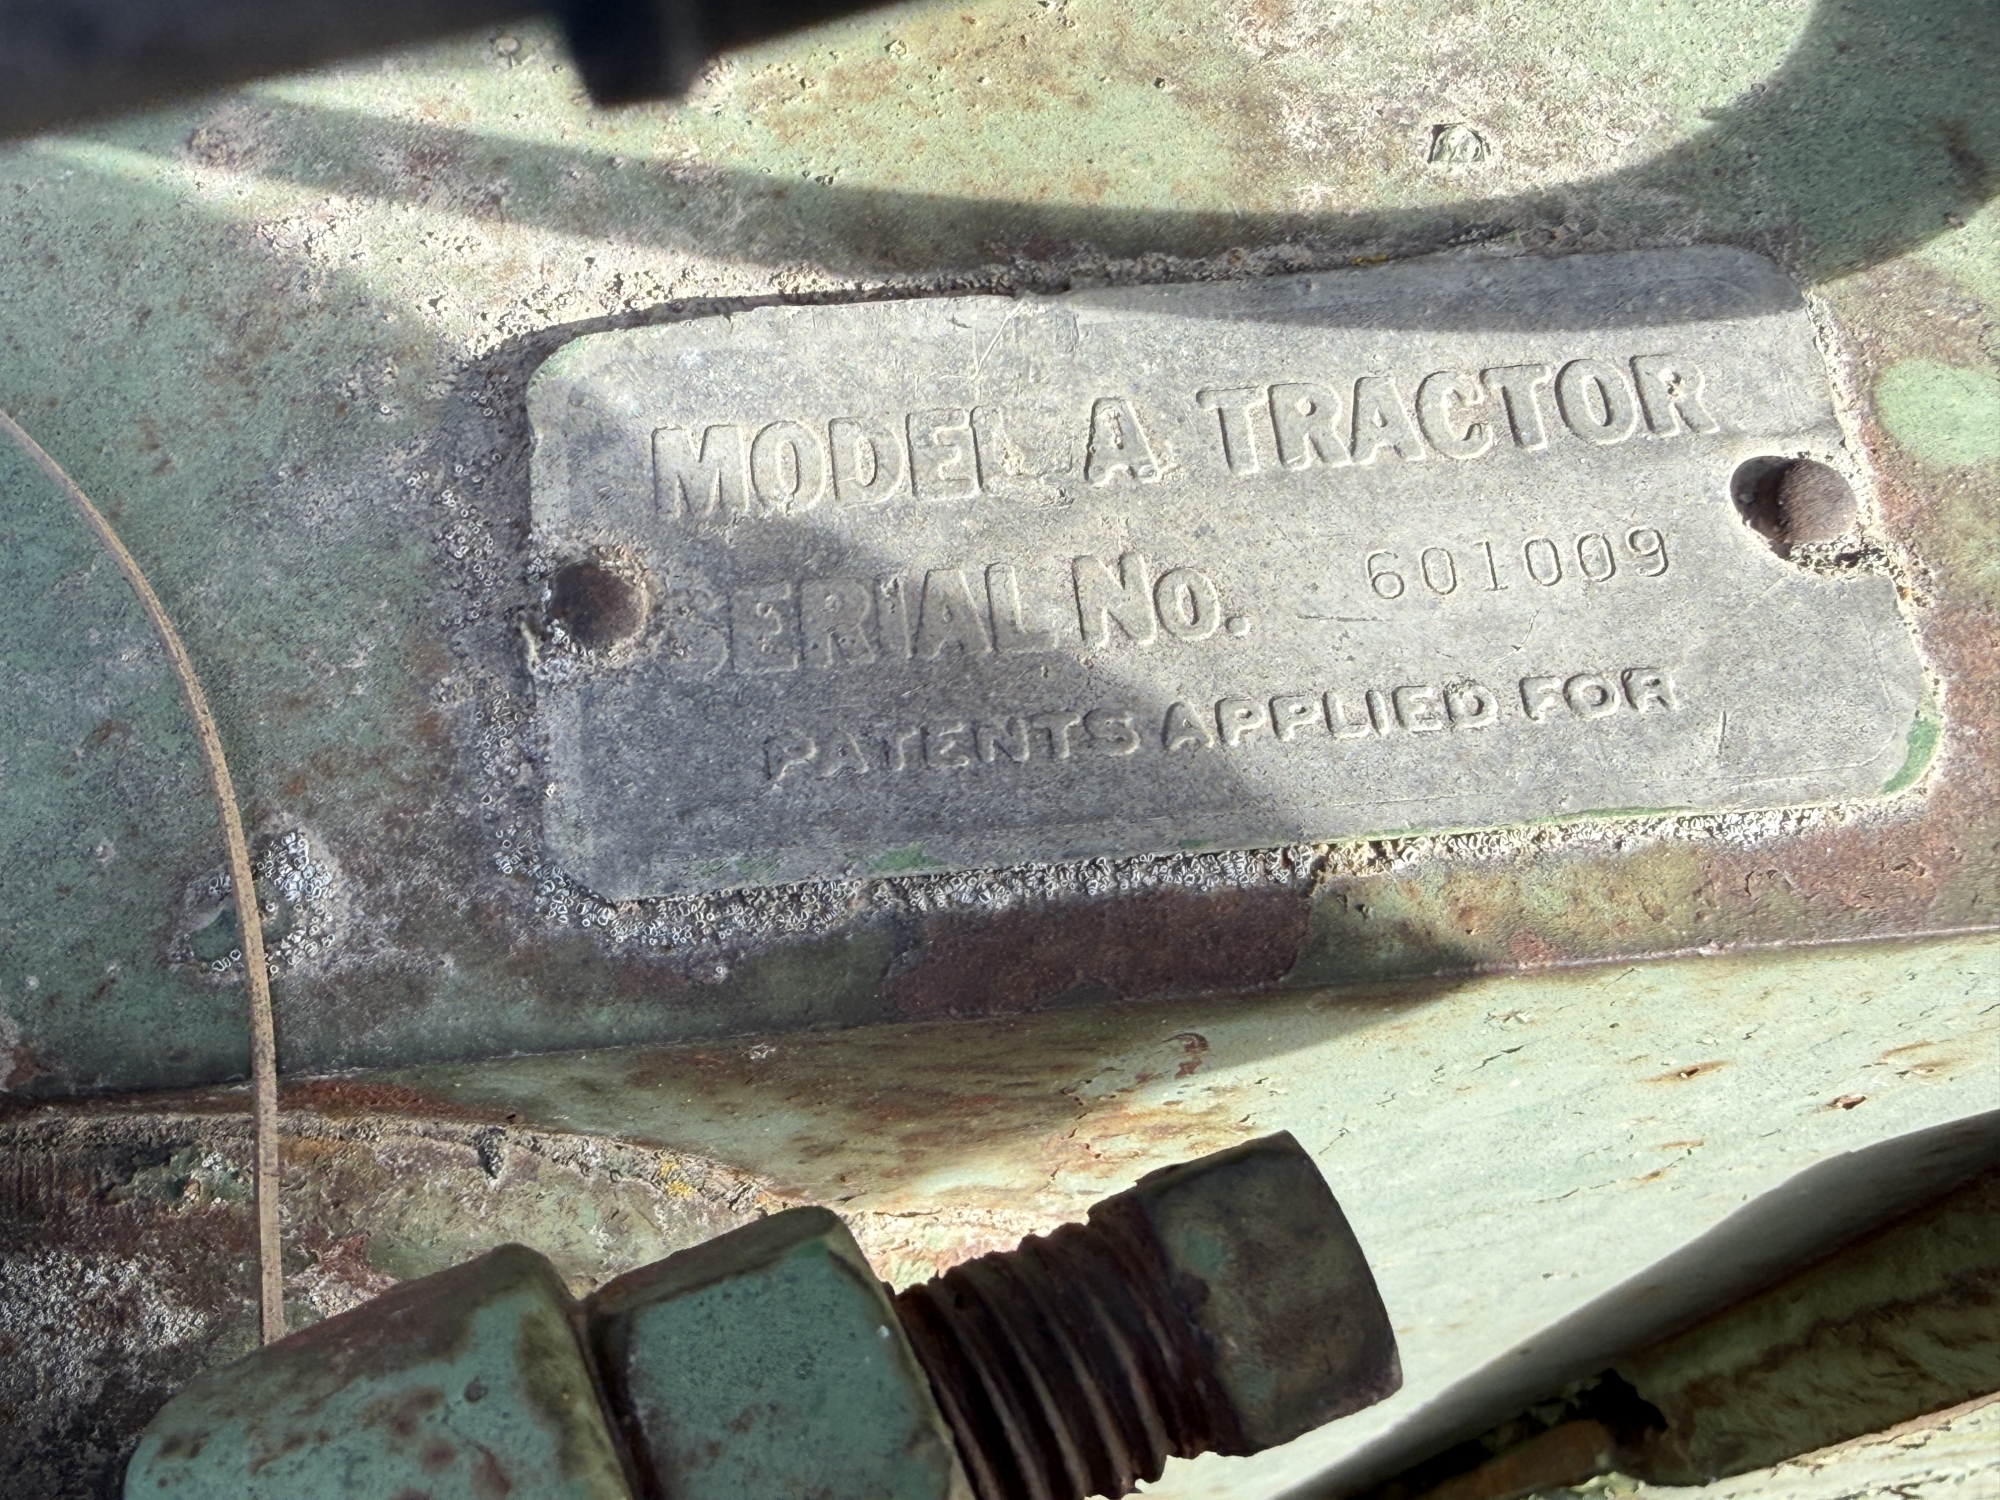 MODEL A TRACTOR
SERIAL NO. 601009
PATENTS APPLIED FOR